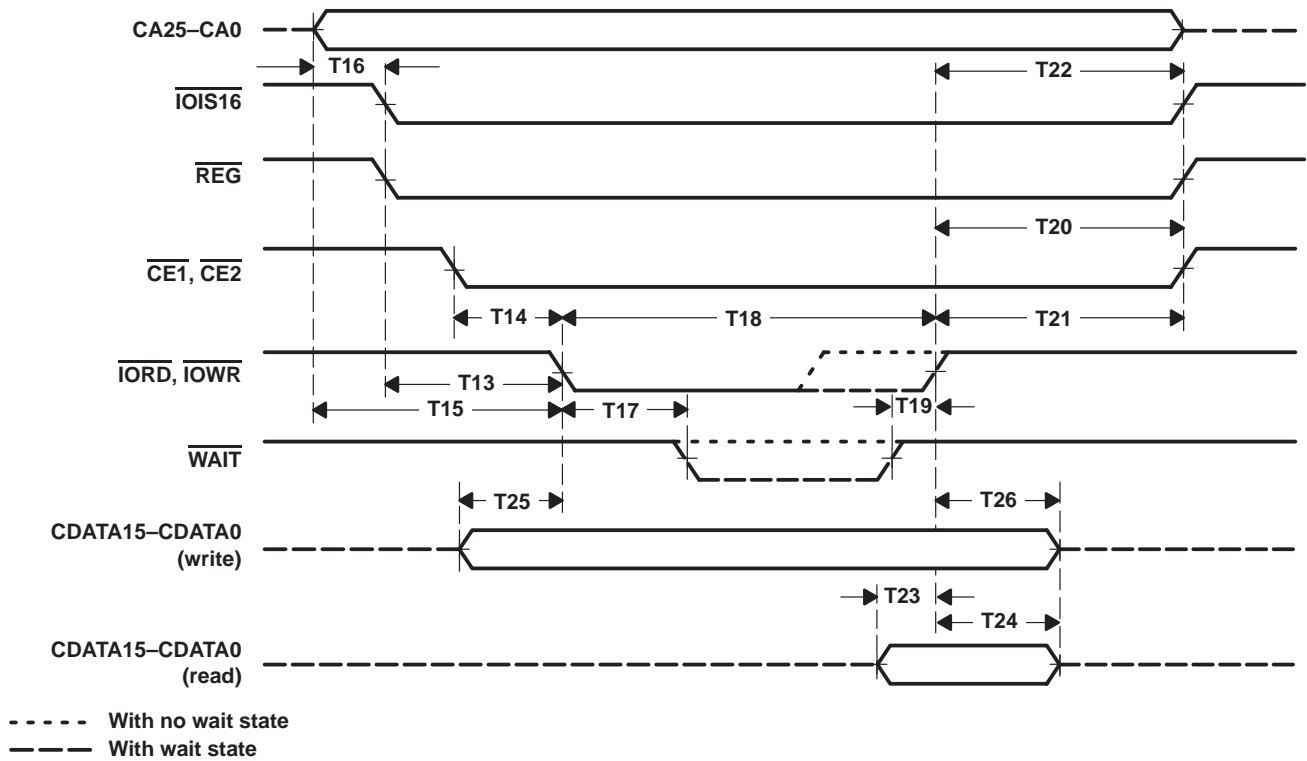 CA25–CA0
T16
T22
IOIS16
REG
T20
CE1, CE2
T14
T18
T21
IORD, IOWR
T13
T19
T15
T17
WAIT
T25
T26
CDATA15–CDATA0
(write)
T23
T24
CDATA15–CDATA0
(read)
With no wait state
With wait state